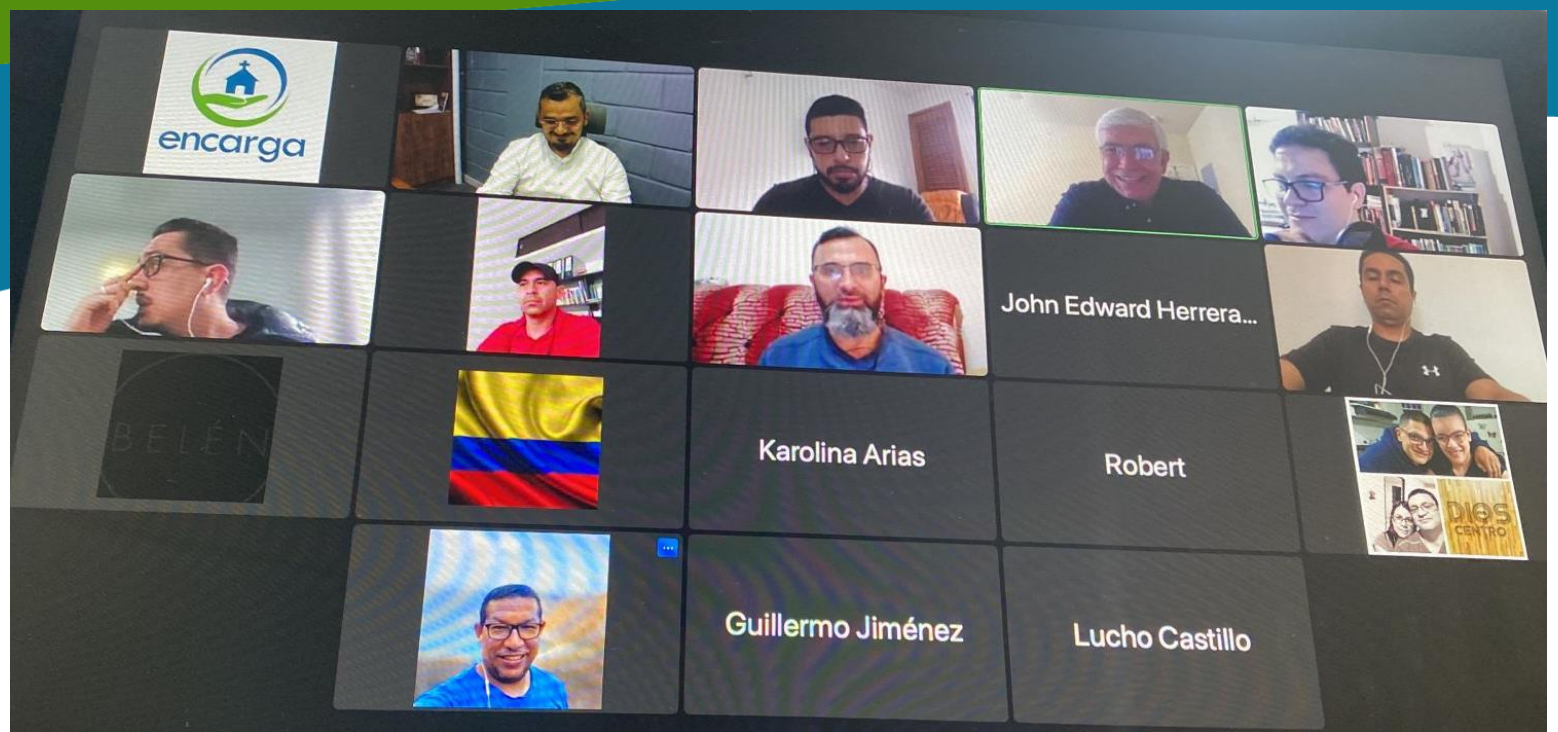 encarga
John Edward Herrera...
BELÉN
Karolina Arias
Robert
DIOS
CENTRO
Guillermo Jiménez
Lucho Castillo